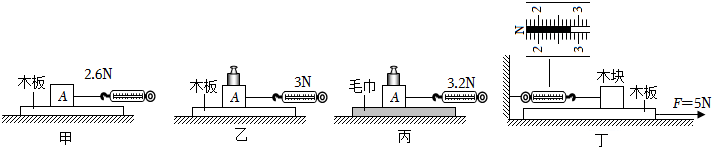 2 3
N
2 3
木板 A 2.6N
木板 A 3N
毛巾 A 3.2N
木块 木板 F=5N
甲 乙 丙 丁